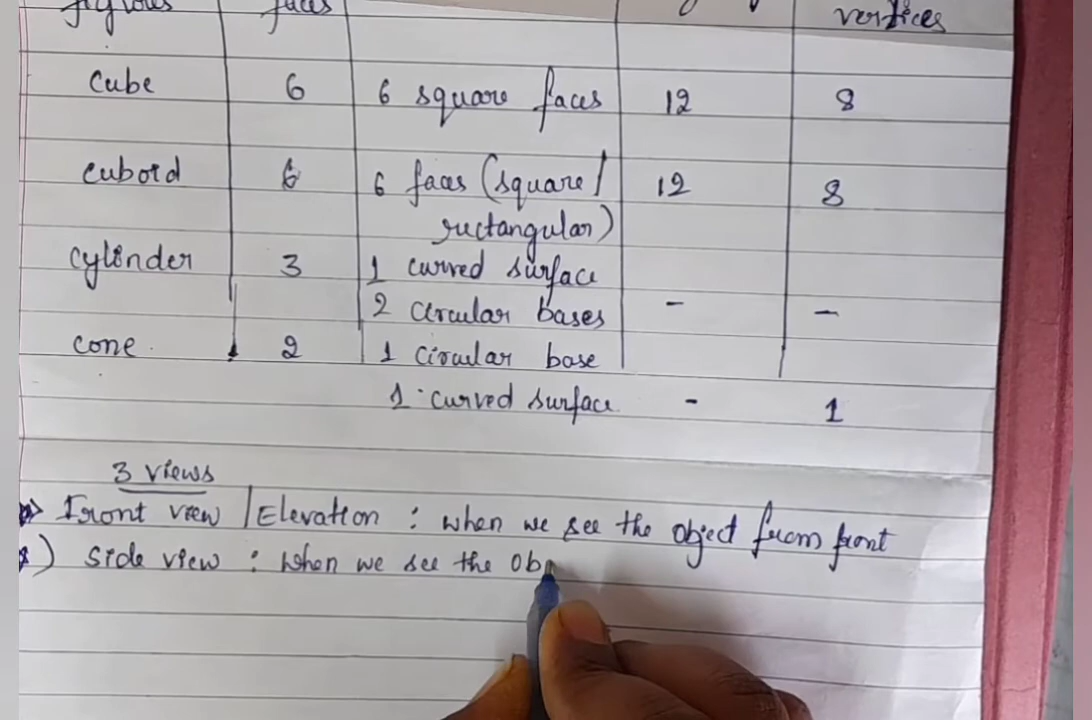 figures faces vertices
cube 6 6 square faces 12 8
cuboid 6 6 faces (square/ 12 8
rectangular)
cylinder 3 1 curved surface
2 circular bases - -
cone 2 1 circular base
1 curved surface - 1
3 views
Front view / Elevation : when we see the object from front
) side view : when we see the Ob